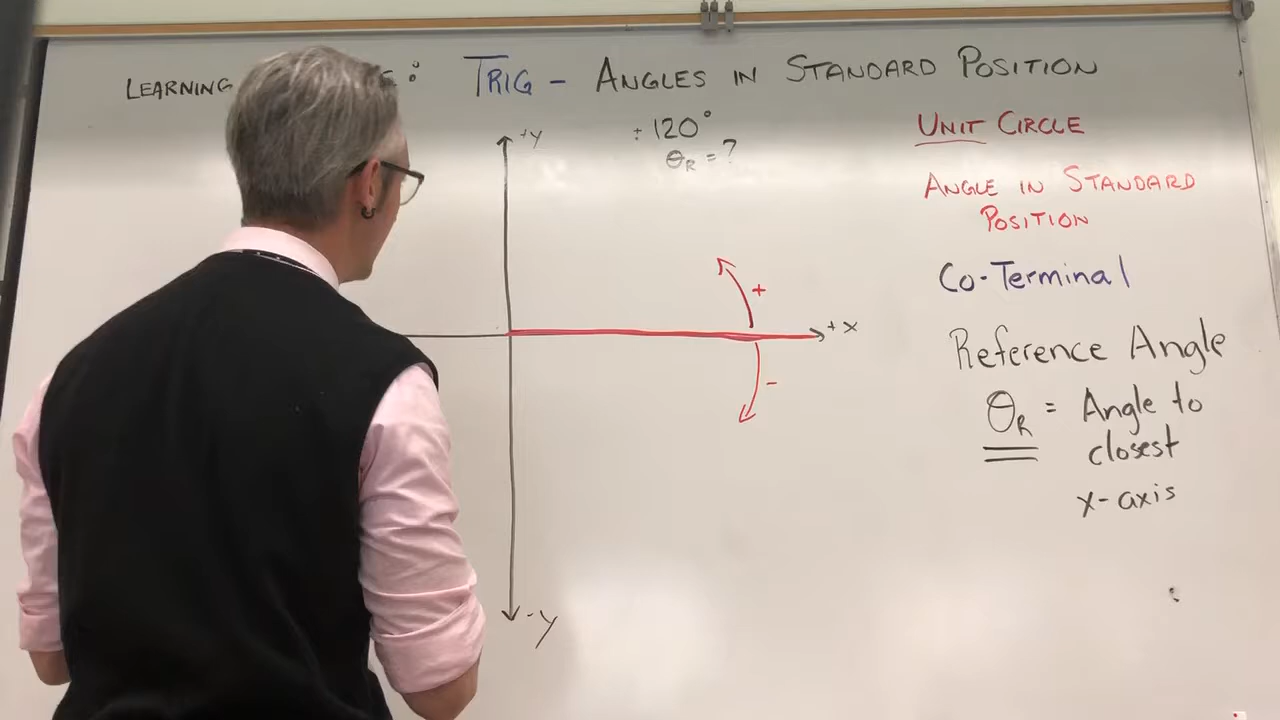 LEARNING : TRIG - ANGLES IN STANDARD POSITION
+y
+ 120°
θR = ?
UNIT CIRCLE
ANGLE IN STANDARD
POSITION
Co-Terminal
+
+ x
Reference Angle
-
θR = Angle to
closest
x-axis
-y